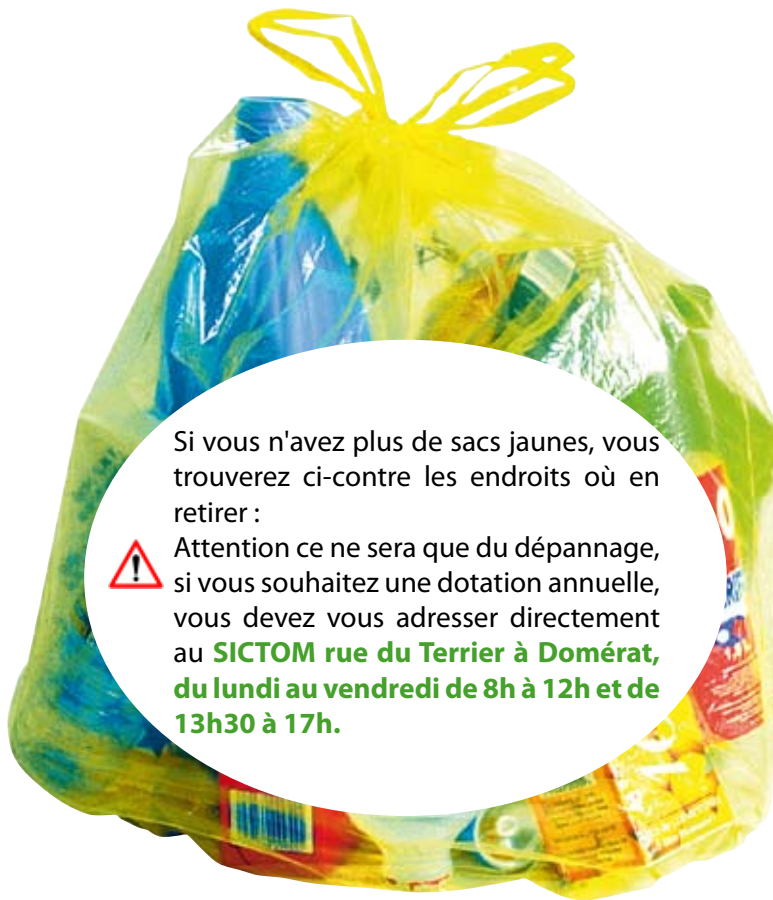 Si vous n'avez plus de sacs jaunes, vous
trouverez ci-contre les endroits où en
retirer :
Attention ce ne sera que du dépannage,
si vous souhaitez une dotation annuelle,
vous devez vous adresser directement
au SICTOM rue du Terrier à Domérat,
du lundi au vendredi de 8h à 12h et de
13h30 à 17h.